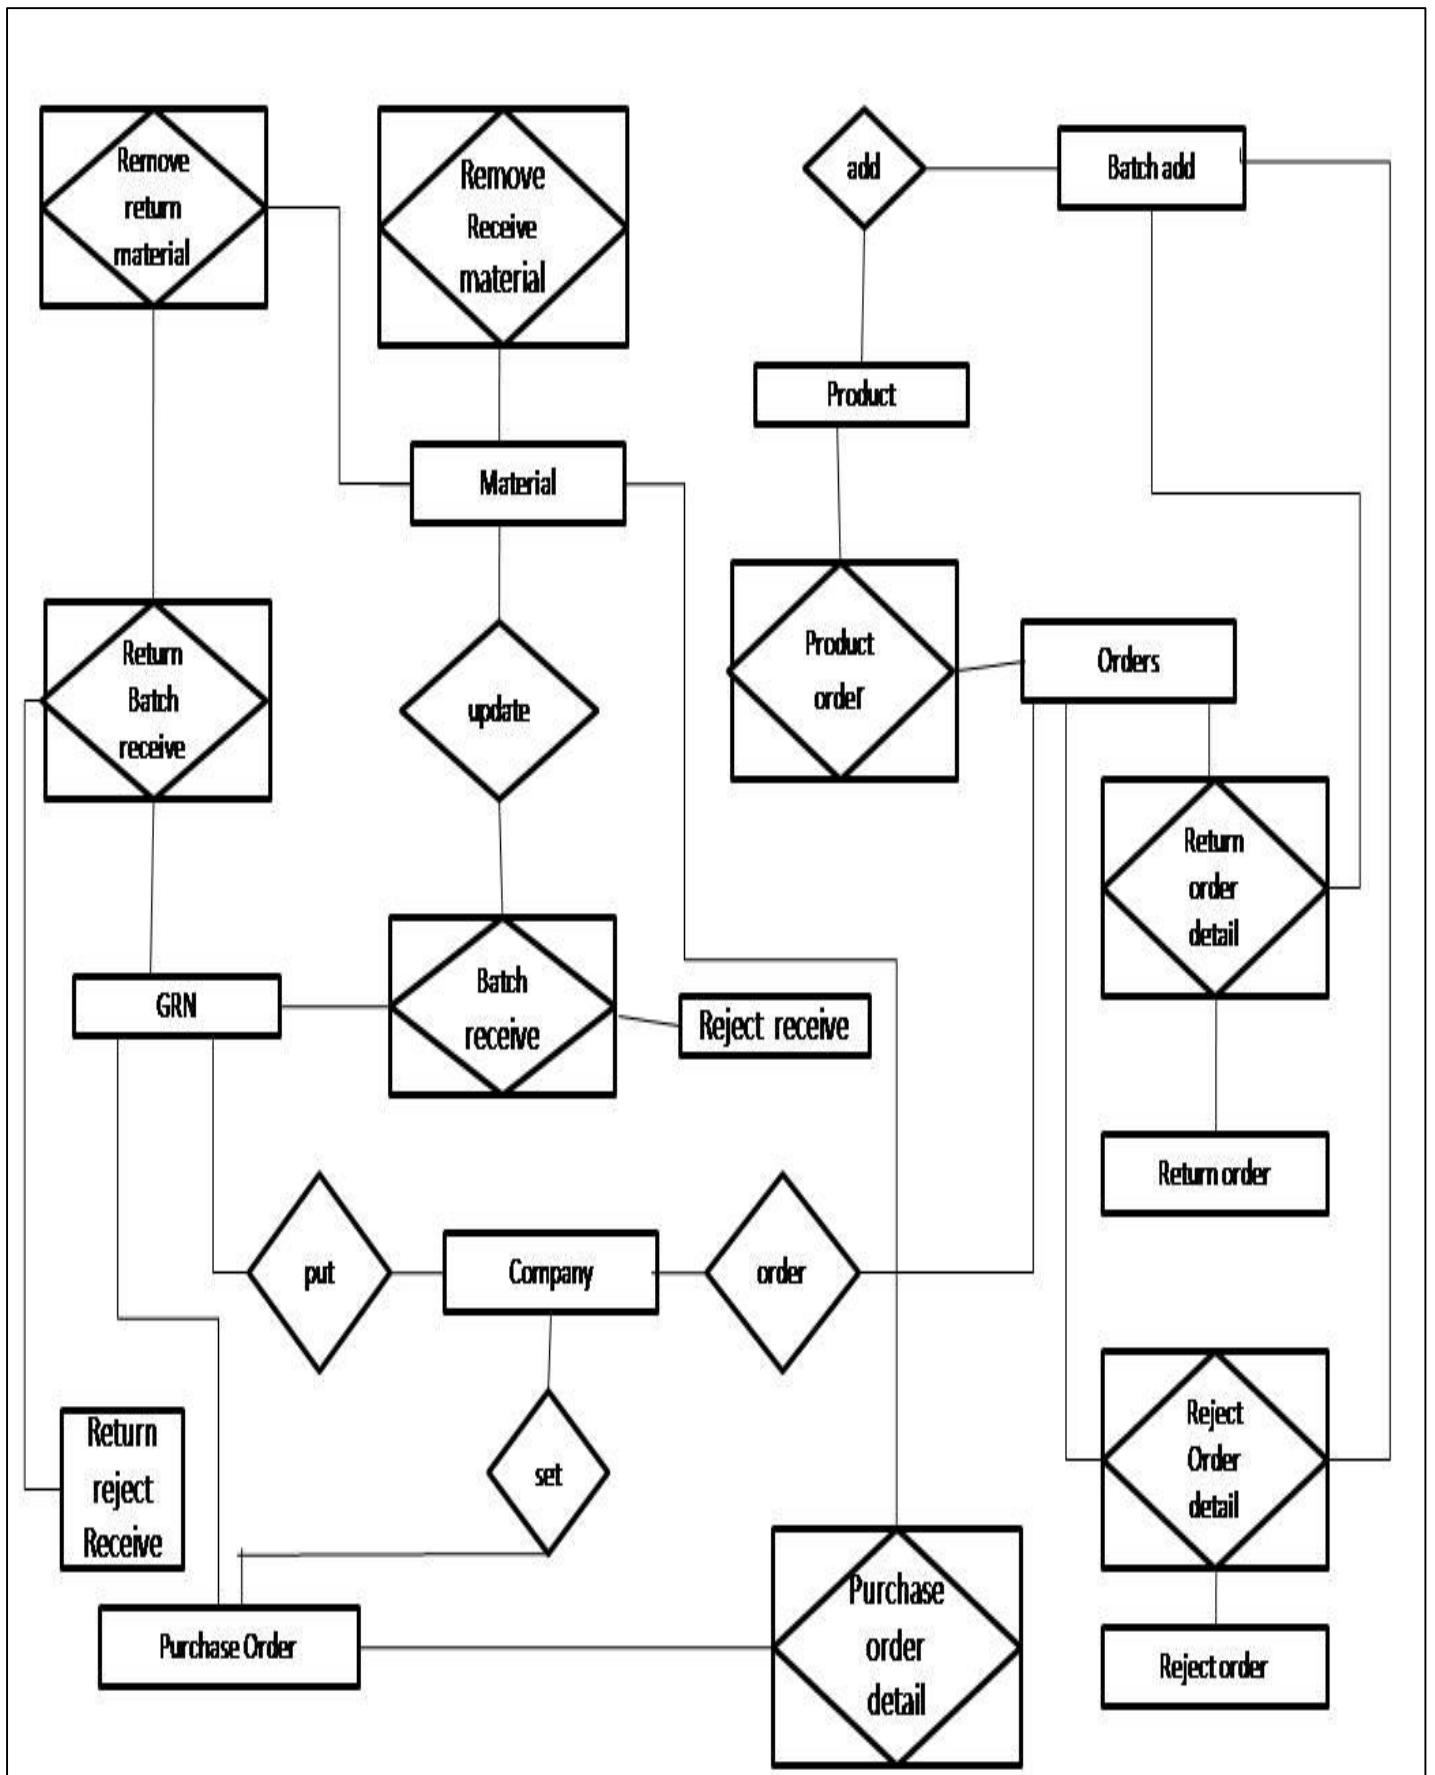 Remove
return
material
Remove
Receive
material
add
Batch add
Product
Material
Return
Batch
receive
update
Product
order
Orders
Return
order
detail
GRN
Batch
receive
Reject receive
Return order
put
Company
order
Return
reject
Receive
set
Reject
Order
detail
Purchase Order
Purchase
order
detail
Reject order